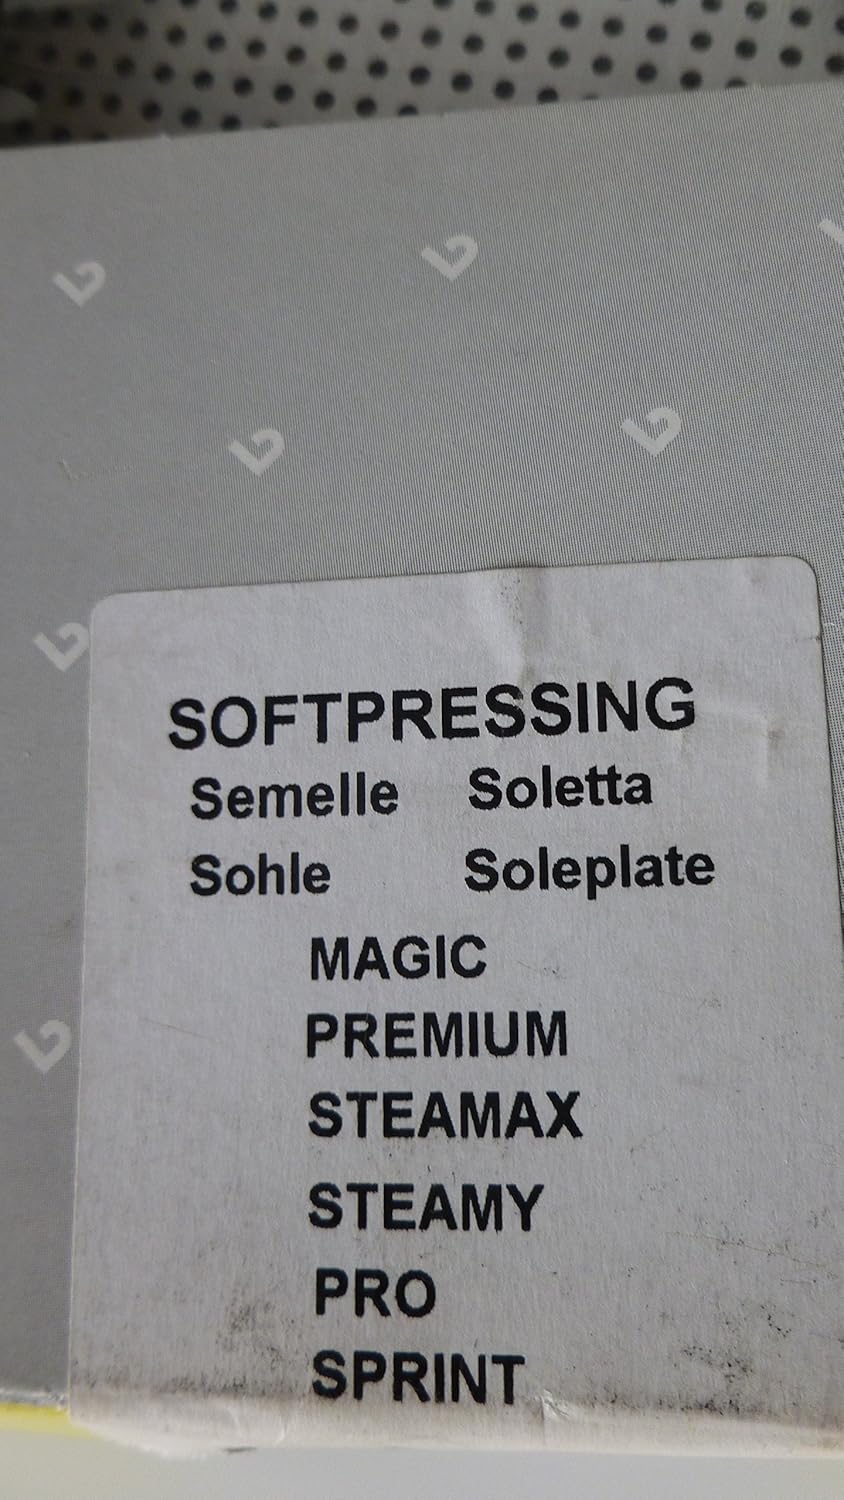 SOFTPRESSING
Semelle Soletta
Sohle Soleplate
MAGIC
PREMIUM
STEAMAX
STEAMY
PRO
SPRINT